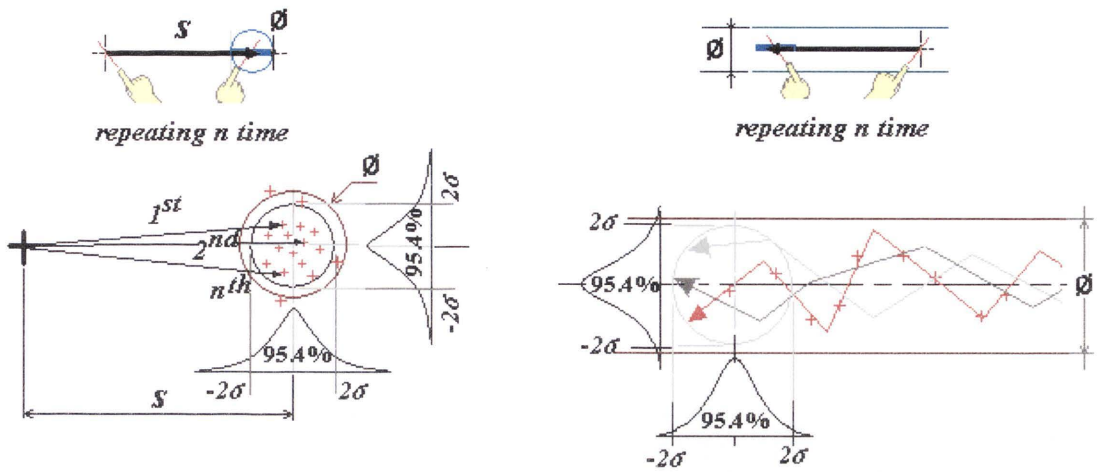 S
Ø
repeating n time
1st
2nd
nth
Ø
2σ
95.4%
-2σ
95.4%
-2σ
2σ
S
Ø
repeating n time
2σ
95.4%
-2σ
Ø
95.4%
-2σ
2σ